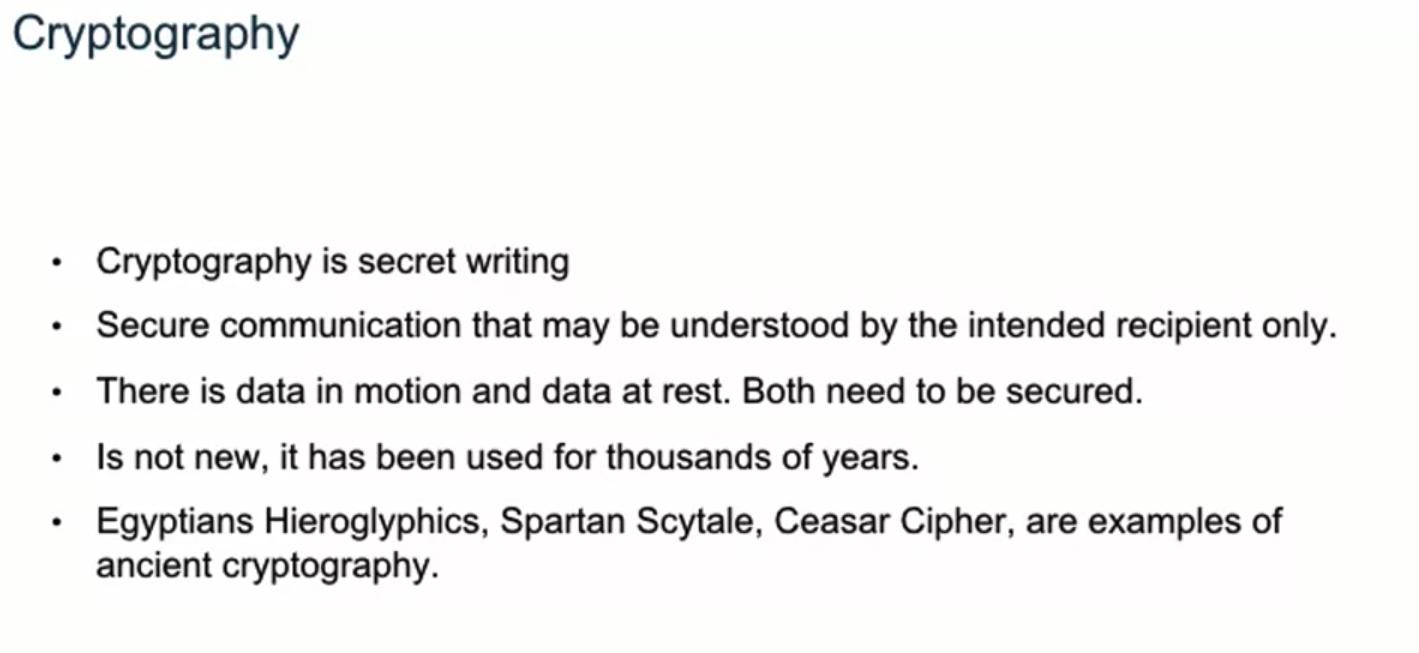 Cryptography
• Cryptography is secret writing
• Secure communication that may be understood by the intended recipient only.
• There is data in motion and data at rest. Both need to be secured.
• Is not new, it has been used for thousands of years.
• Egyptians Hieroglyphics, Spartan Scytale, Ceasar Cipher, are examples of
ancient cryptography.